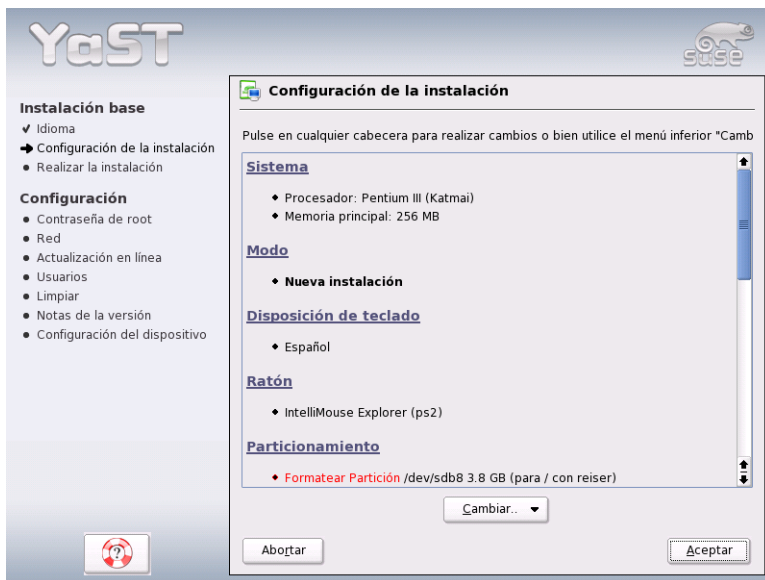 YaST
SUSE
Instalación base
Idioma
Configuración de la instalación
Realizar la instalación
Configuración
Contraseña de root
Red
Actualización en línea
Usuarios
Limpiar
Notas de la versión
Configuración del dispositivo
Configuración de la instalación
Pulse en cualquier cabecera para realizar cambios o bien utilice el menú inferior "Camb
Sistema
Procesador: Pentium III (Katmai)
Memoria principal: 256 MB
Modo
Nueva instalación
Disposición de teclado
Español
Ratón
IntelliMouse Explorer (ps2)
Particionamiento
Formatear Partición /dev/sdb8 3.8 GB (para / con reiser)
Cambiar..
Abortar
Aceptar